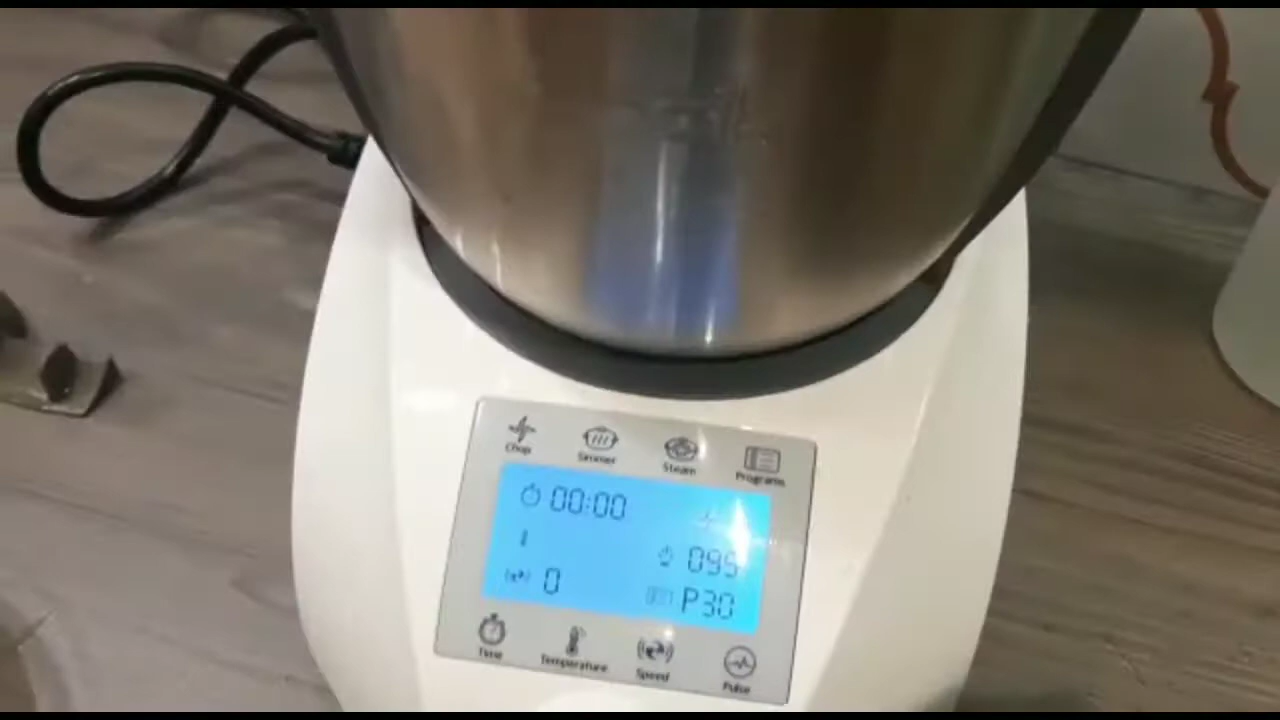 Chop Simmer Steam Programs
00:00
095
0 P30
Time Temperature Speed Pulse